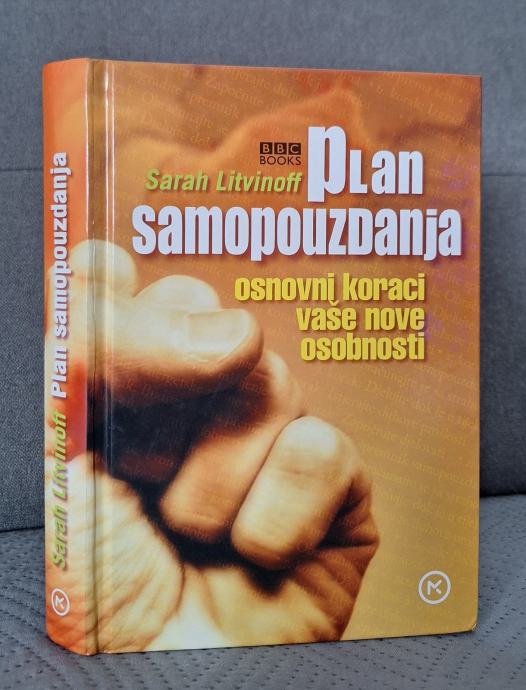 BBC
BOOKS
Sarah Litvinoff
PLan
samopouzDanja
osnovni koraci
vaše nove
osobnosti
Sarah Litvinoff Plan samopouzdanja